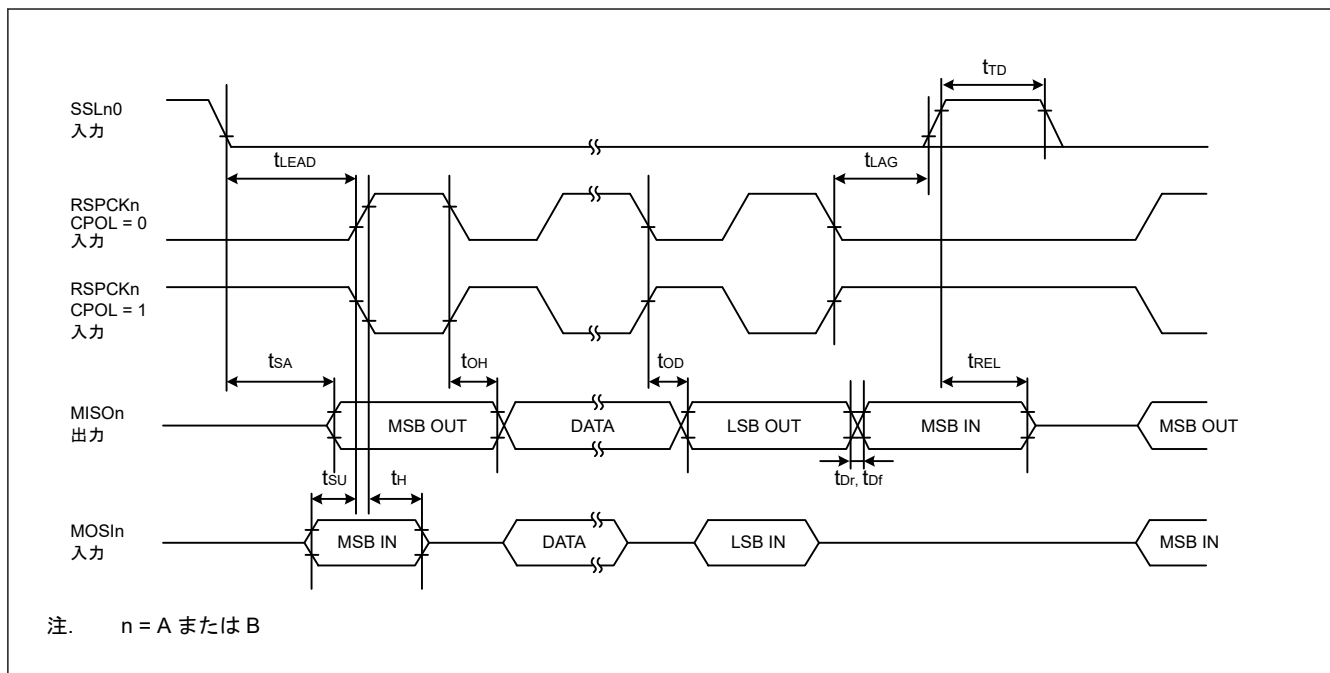 tTD
SSLn0
入力
tLEAD
tLAG
RSPCKn
CPOL = 0
入力
RSPCKn
CPOL = 1
入力
tSA
tOH
tOD
tREL
MISOn
出力
MSB OUT
DATA
LSB OUT
MSB IN
MSB OUT
tSU
tH
tDr, tDf
MOSIn
入力
MSB IN
DATA
LSB IN
MSB IN
注. n = A または B